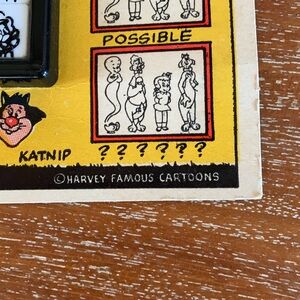 POSSIBLE
KATNIP
? ? ? ? ? ?
©HARVEY FAMOUS CARTOONS